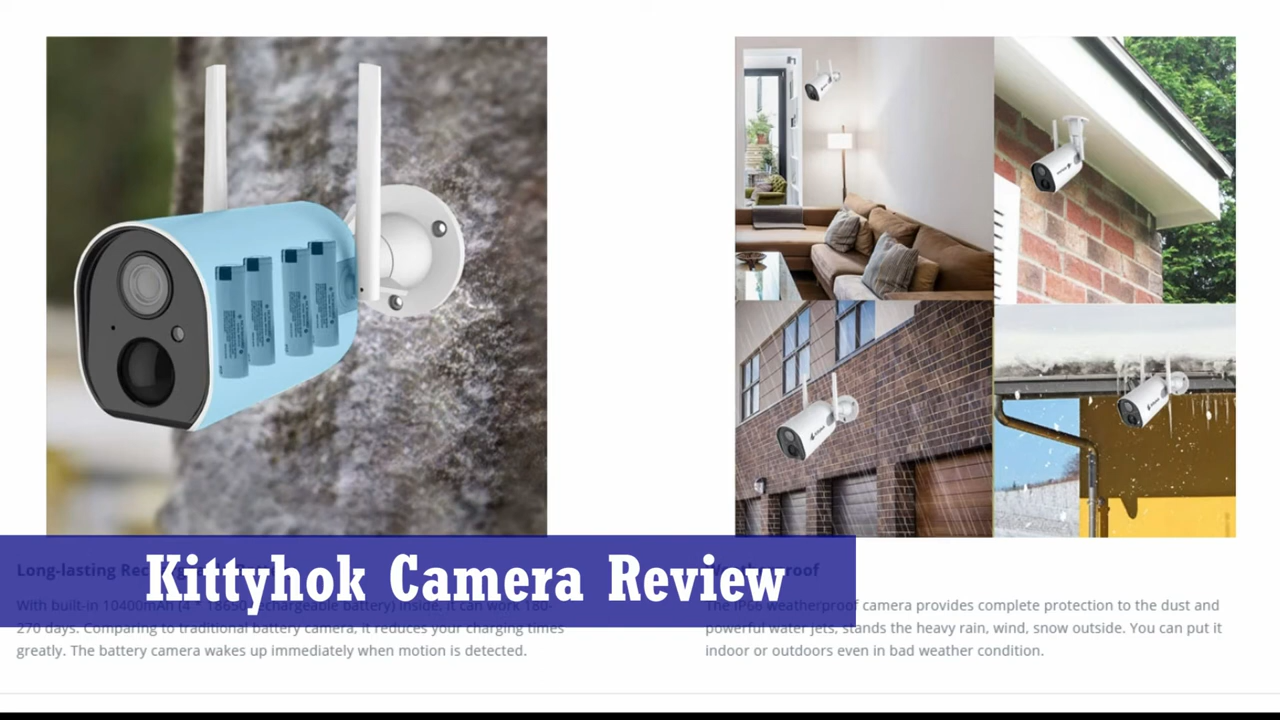 Kittyhok Camera Review
Long-lasting Rec
With built-in 10400mAh (4 * 18650 rechargeable battery) inside, it can work 180-
270 days. Comparing to traditional battery camera, it reduces your charging times
greatly. The battery camera wakes up immediately when motion is detected.
The IP66 weatherproof camera provides complete protection to the dust and
powerful water jets, stands the heavy rain, wind, snow outside. You can put it
indoor or outdoors even in bad weather condition.